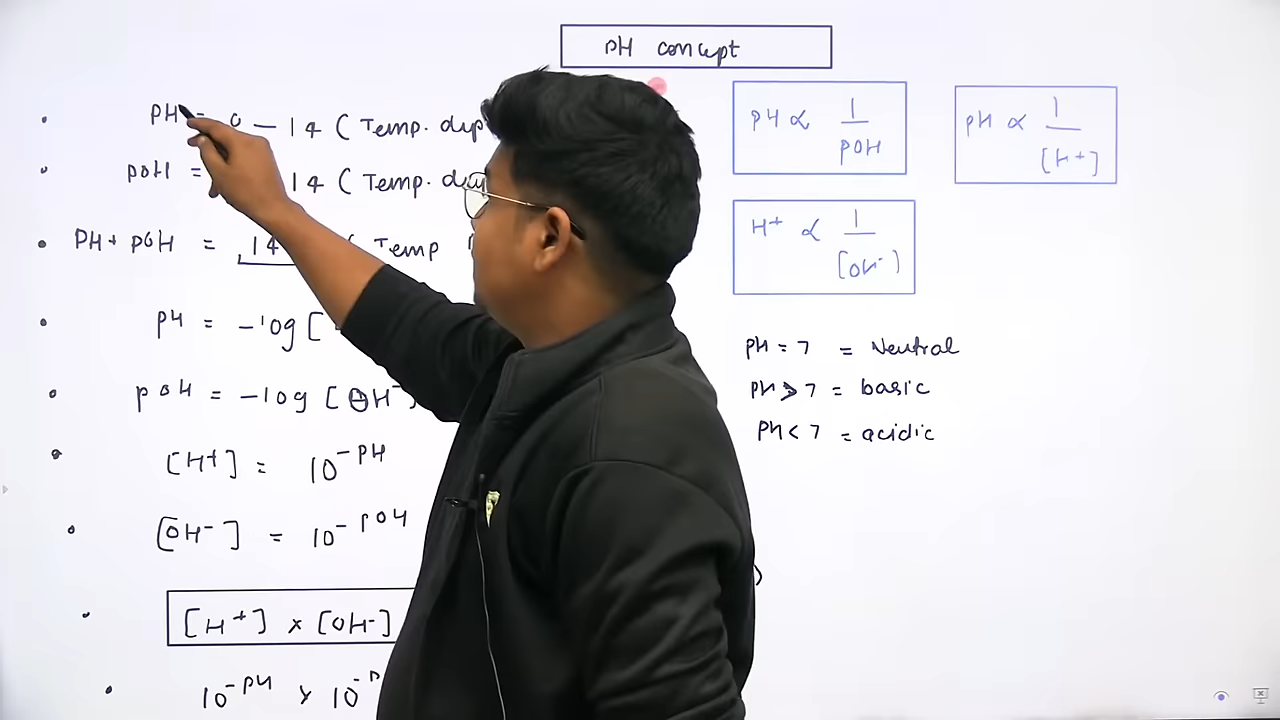 pH concept
PH = 0 – 14 ( Temp. dep
pOH = 14 ( Temp. dep
PH + pOH = 14 ( Temp
pH = -log [
pOH = -log [OH-]
[H+] = 10-PH
[OH-] = 10-POH
[H+] x [OH-]
10-PH x 10-P
pH ∝ 1/POH
pH ∝ 1/[H+]
H+ ∝ 1/[OH-)
PH = 7 = Neutral
PH > 7 = basic
PH < 7 = acidic